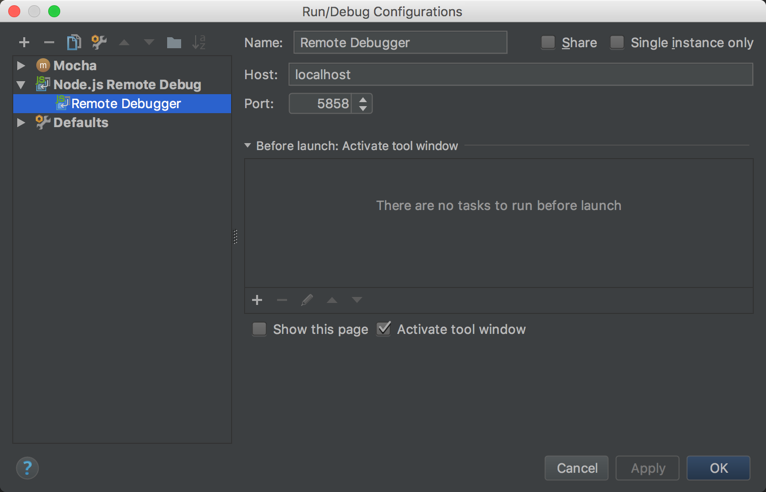 Run/Debug Configurations
Name: Remote Debugger Share Single instance only
Mocha
Host: localhost
Node.js Remote Debug
Remote Debugger
Port: 5858
Defaults
Before launch: Activate tool window
There are no tasks to run before launch
Show this page Activate tool window
? Cancel Apply OK